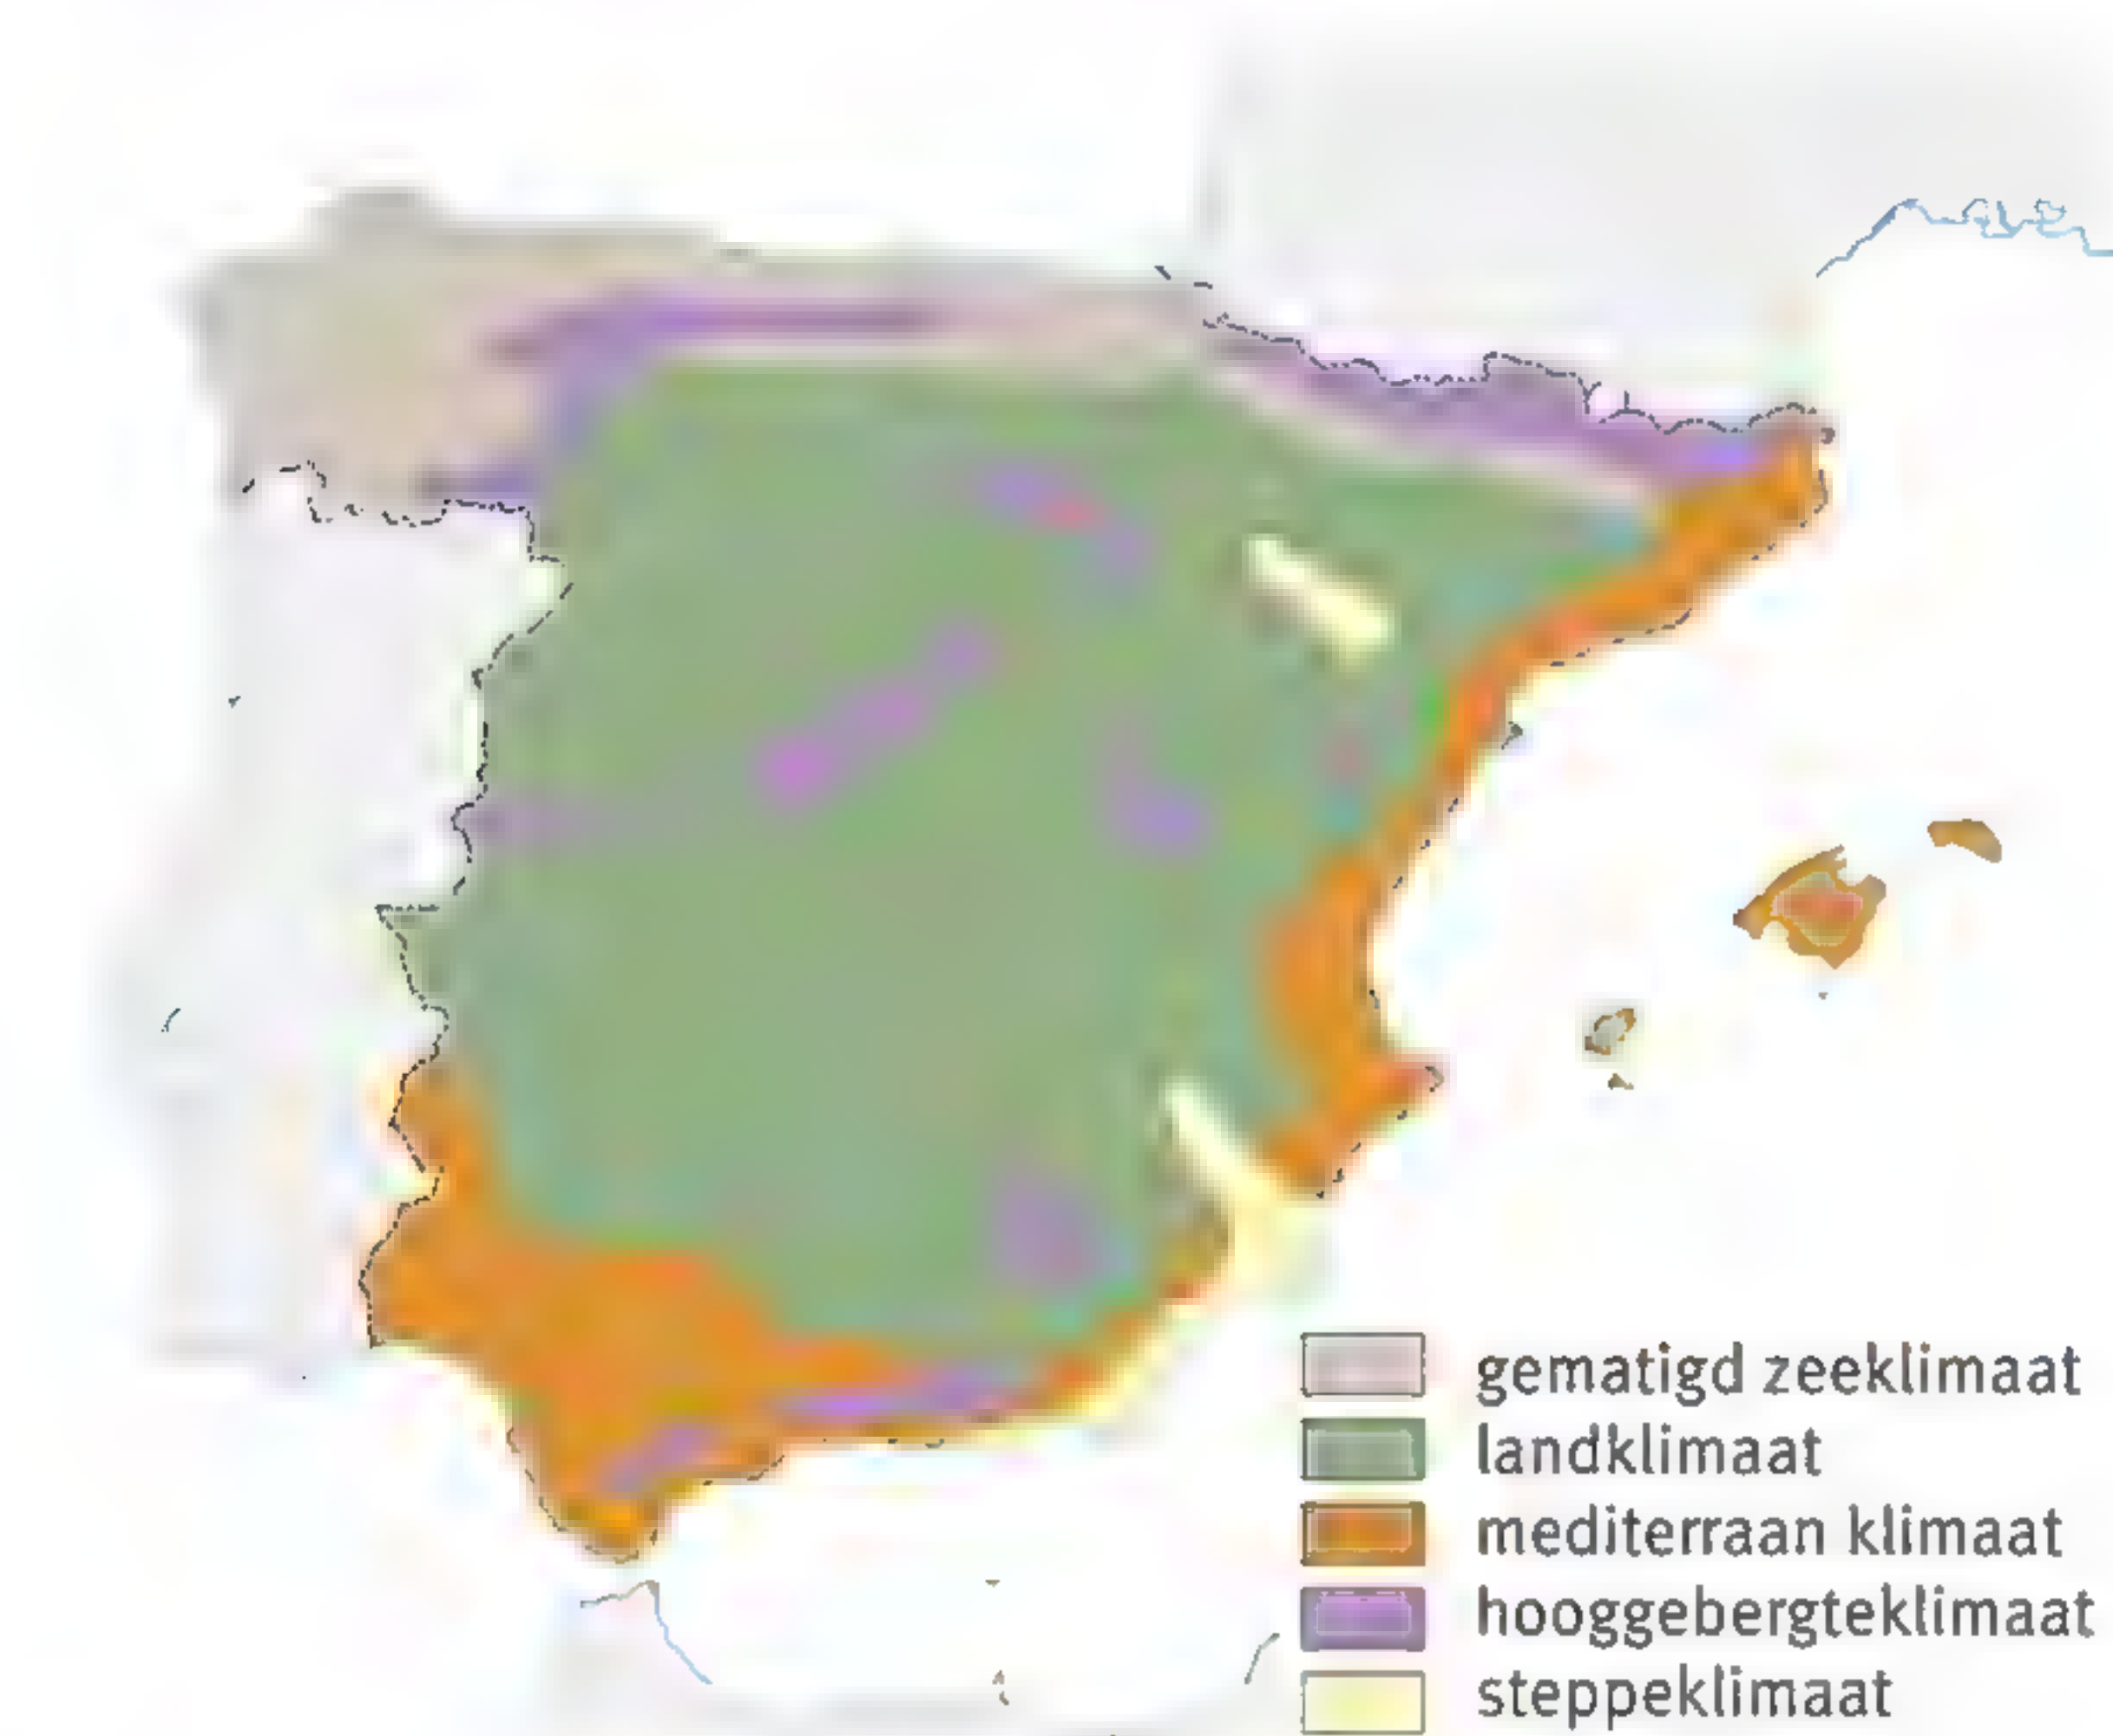 gematigd zeeklimaat
landklimaat
mediterraan klimaat
hooggebergteklimaat
steppeklimaat